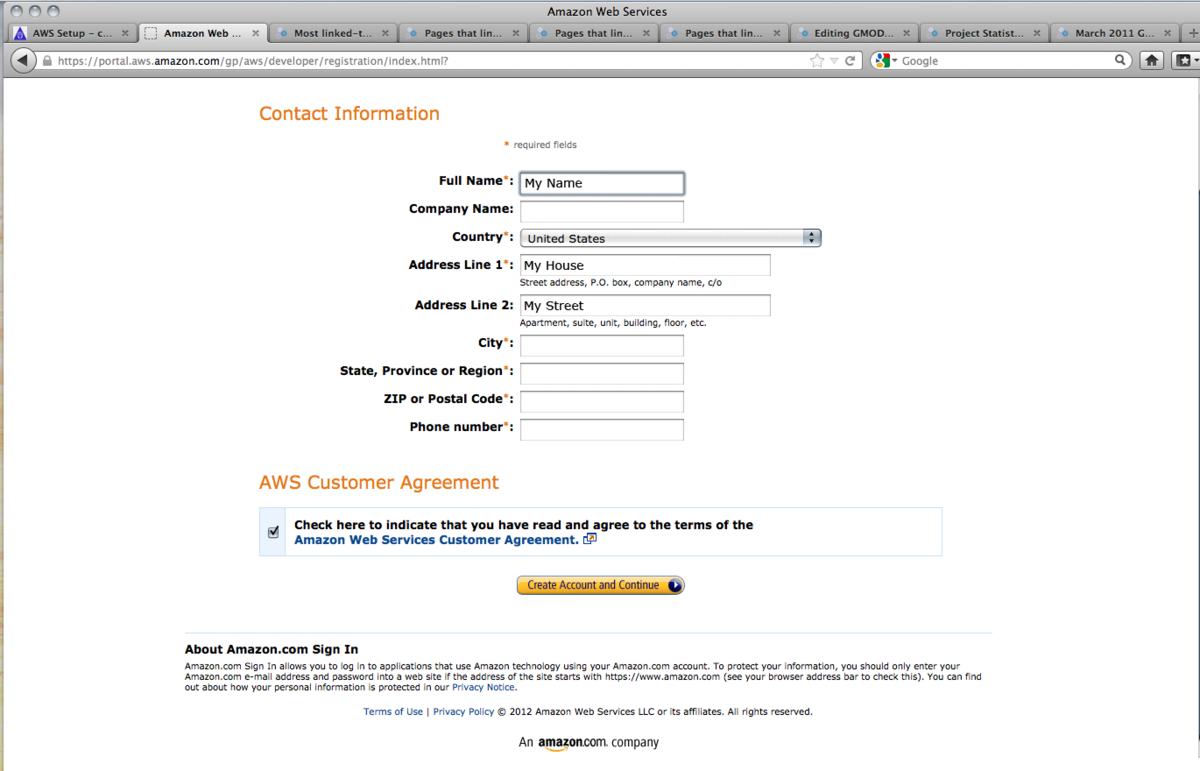 Amazon Web Services
AWS Setup – c... Amazon Web ... Most linked-t... Pages that lin... Pages that lin... Pages that lin... Editing GMOD... Project Statist... March 2011 G...
https://portal.aws.amazon.com/gp/aws/developer/registration/index.html?
Google
Contact Information
* required fields
Full Name*: My Name
Company Name:
Country*: United States
Address Line 1*: My House
Street address, P.O. box, company name, c/o
Address Line 2: My Street
Apartment, suite, unit, building, floor, etc.
City*:
State, Province or Region*:
ZIP or Postal Code*:
Phone number*:
AWS Customer Agreement
Check here to indicate that you have read and agree to the terms of the
Amazon Web Services Customer Agreement.
Create Account and Continue
About Amazon.com Sign In
Amazon.com Sign In allows you to log in to applications that use Amazon technology using your Amazon.com account. To protect your information, you should only enter your
Amazon.com e-mail address and password into a web site if the address of the site starts with https://www.amazon.com (see your browser address bar to check this). You can find
out about how your personal information is protected in our Privacy Notice.
Terms of Use | Privacy Policy © 2012 Amazon Web Services LLC or its affiliates. All rights reserved.
An amazon.com. company